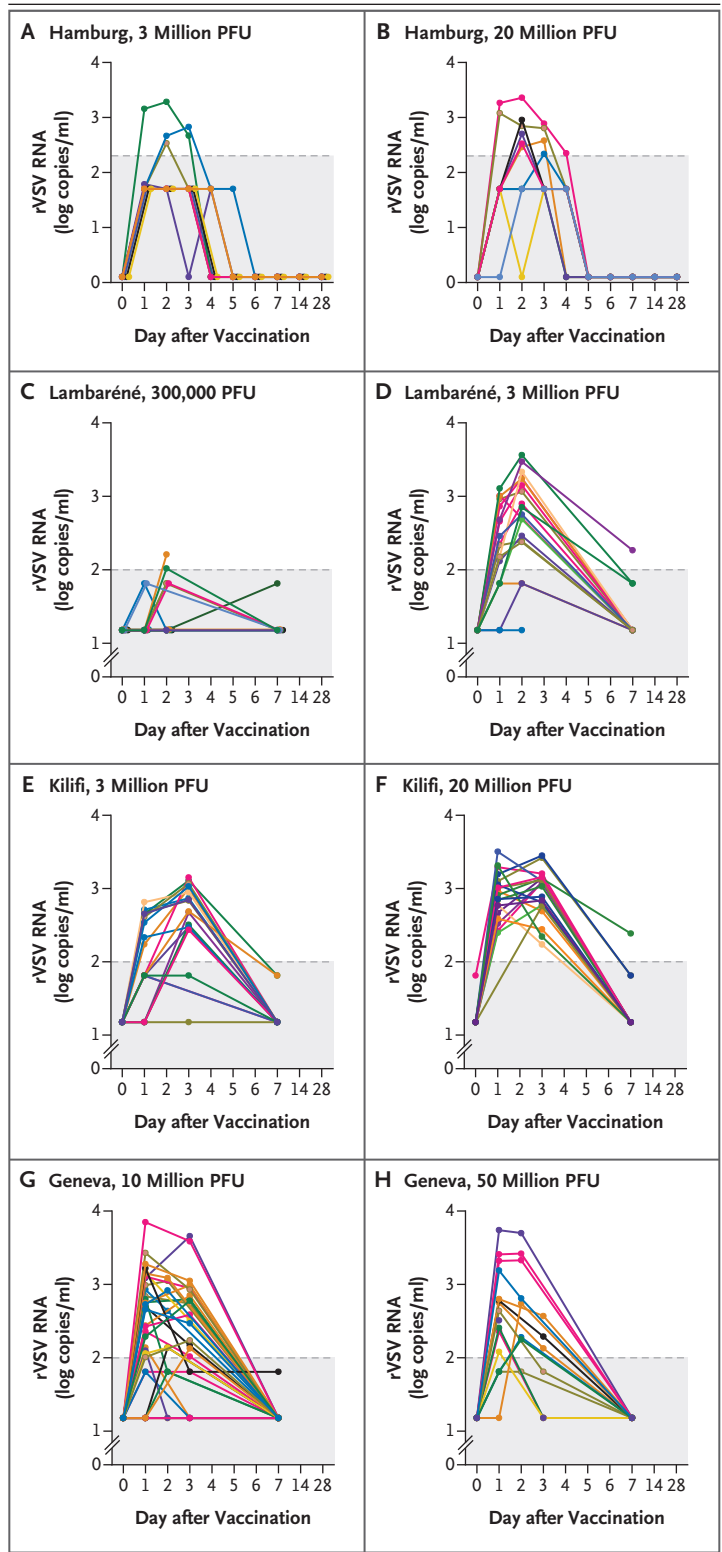 A Hamburg, 3 Million PFU
rVSV RNA
(log copies/ml)
4
3
2
1
0
0 1 2 3 4 5 6 7 14 28
Day after Vaccination
B Hamburg, 20 Million PFU
rVSV RNA
(log copies/ml)
4
3
2
1
0
0 1 2 3 4 5 6 7 14 28
Day after Vaccination
C Lambaréné, 300,000 PFU
rVSV RNA
(log copies/ml)
4
3
2
1
0
0 1 2 3 4 5 6 7 14 28
Day after Vaccination
D Lambaréné, 3 Million PFU
rVSV RNA
(log copies/ml)
4
3
2
1
0
0 1 2 3 4 5 6 7 14 28
Day after Vaccination
E Kilifi, 3 Million PFU
rVSV RNA
(log copies/ml)
4
3
2
1
0
0 1 2 3 4 5 6 7 14 28
Day after Vaccination
F Kilifi, 20 Million PFU
rVSV RNA
(log copies/ml)
4
3
2
1
0
0 1 2 3 4 5 6 7 14 28
Day after Vaccination
G Geneva, 10 Million PFU
rVSV RNA
(log copies/ml)
4
3
2
1
0
0 1 2 3 4 5 6 7 14 28
Day after Vaccination
H Geneva, 50 Million PFU
rVSV RNA
(log copies/ml)
4
3
2
1
0
0 1 2 3 4 5 6 7 14 28
Day after Vaccination